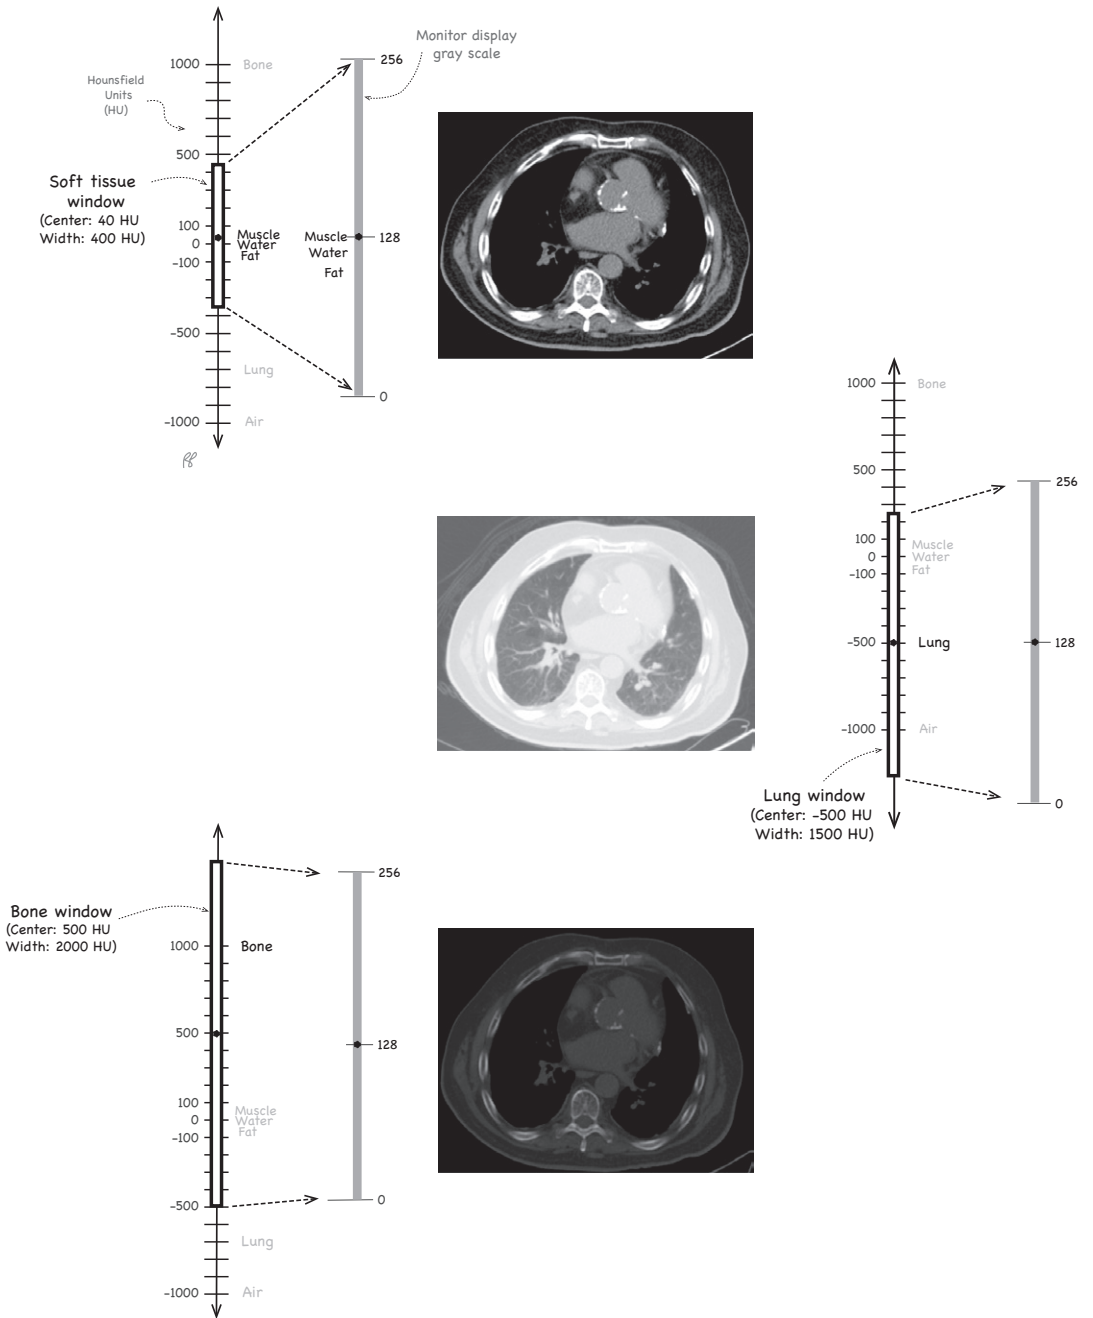 Monitor display
gray scale
Hounsfield
Units
(HU)
1000
Bone
500
100
0
-100
-500
-1000
Muscle
Water
Fat
Lung
Air
Soft tissue
window
(Center: 40 HU
Width: 400 HU)
256
Muscle
128
Water
Fat
0
1000
Bone
500
100
0
-100
-500
-1000
Muscle
Water
Fat
Lung
Air
256
128
0
Lung window
(Center: -500 HU
Width: 1500 HU)
Bone window
(Center: 500 HU
Width: 2000 HU)
1000
Bone
500
100
0
-100
-500
-1000
Muscle
Water
Fat
Lung
Air
256
128
0